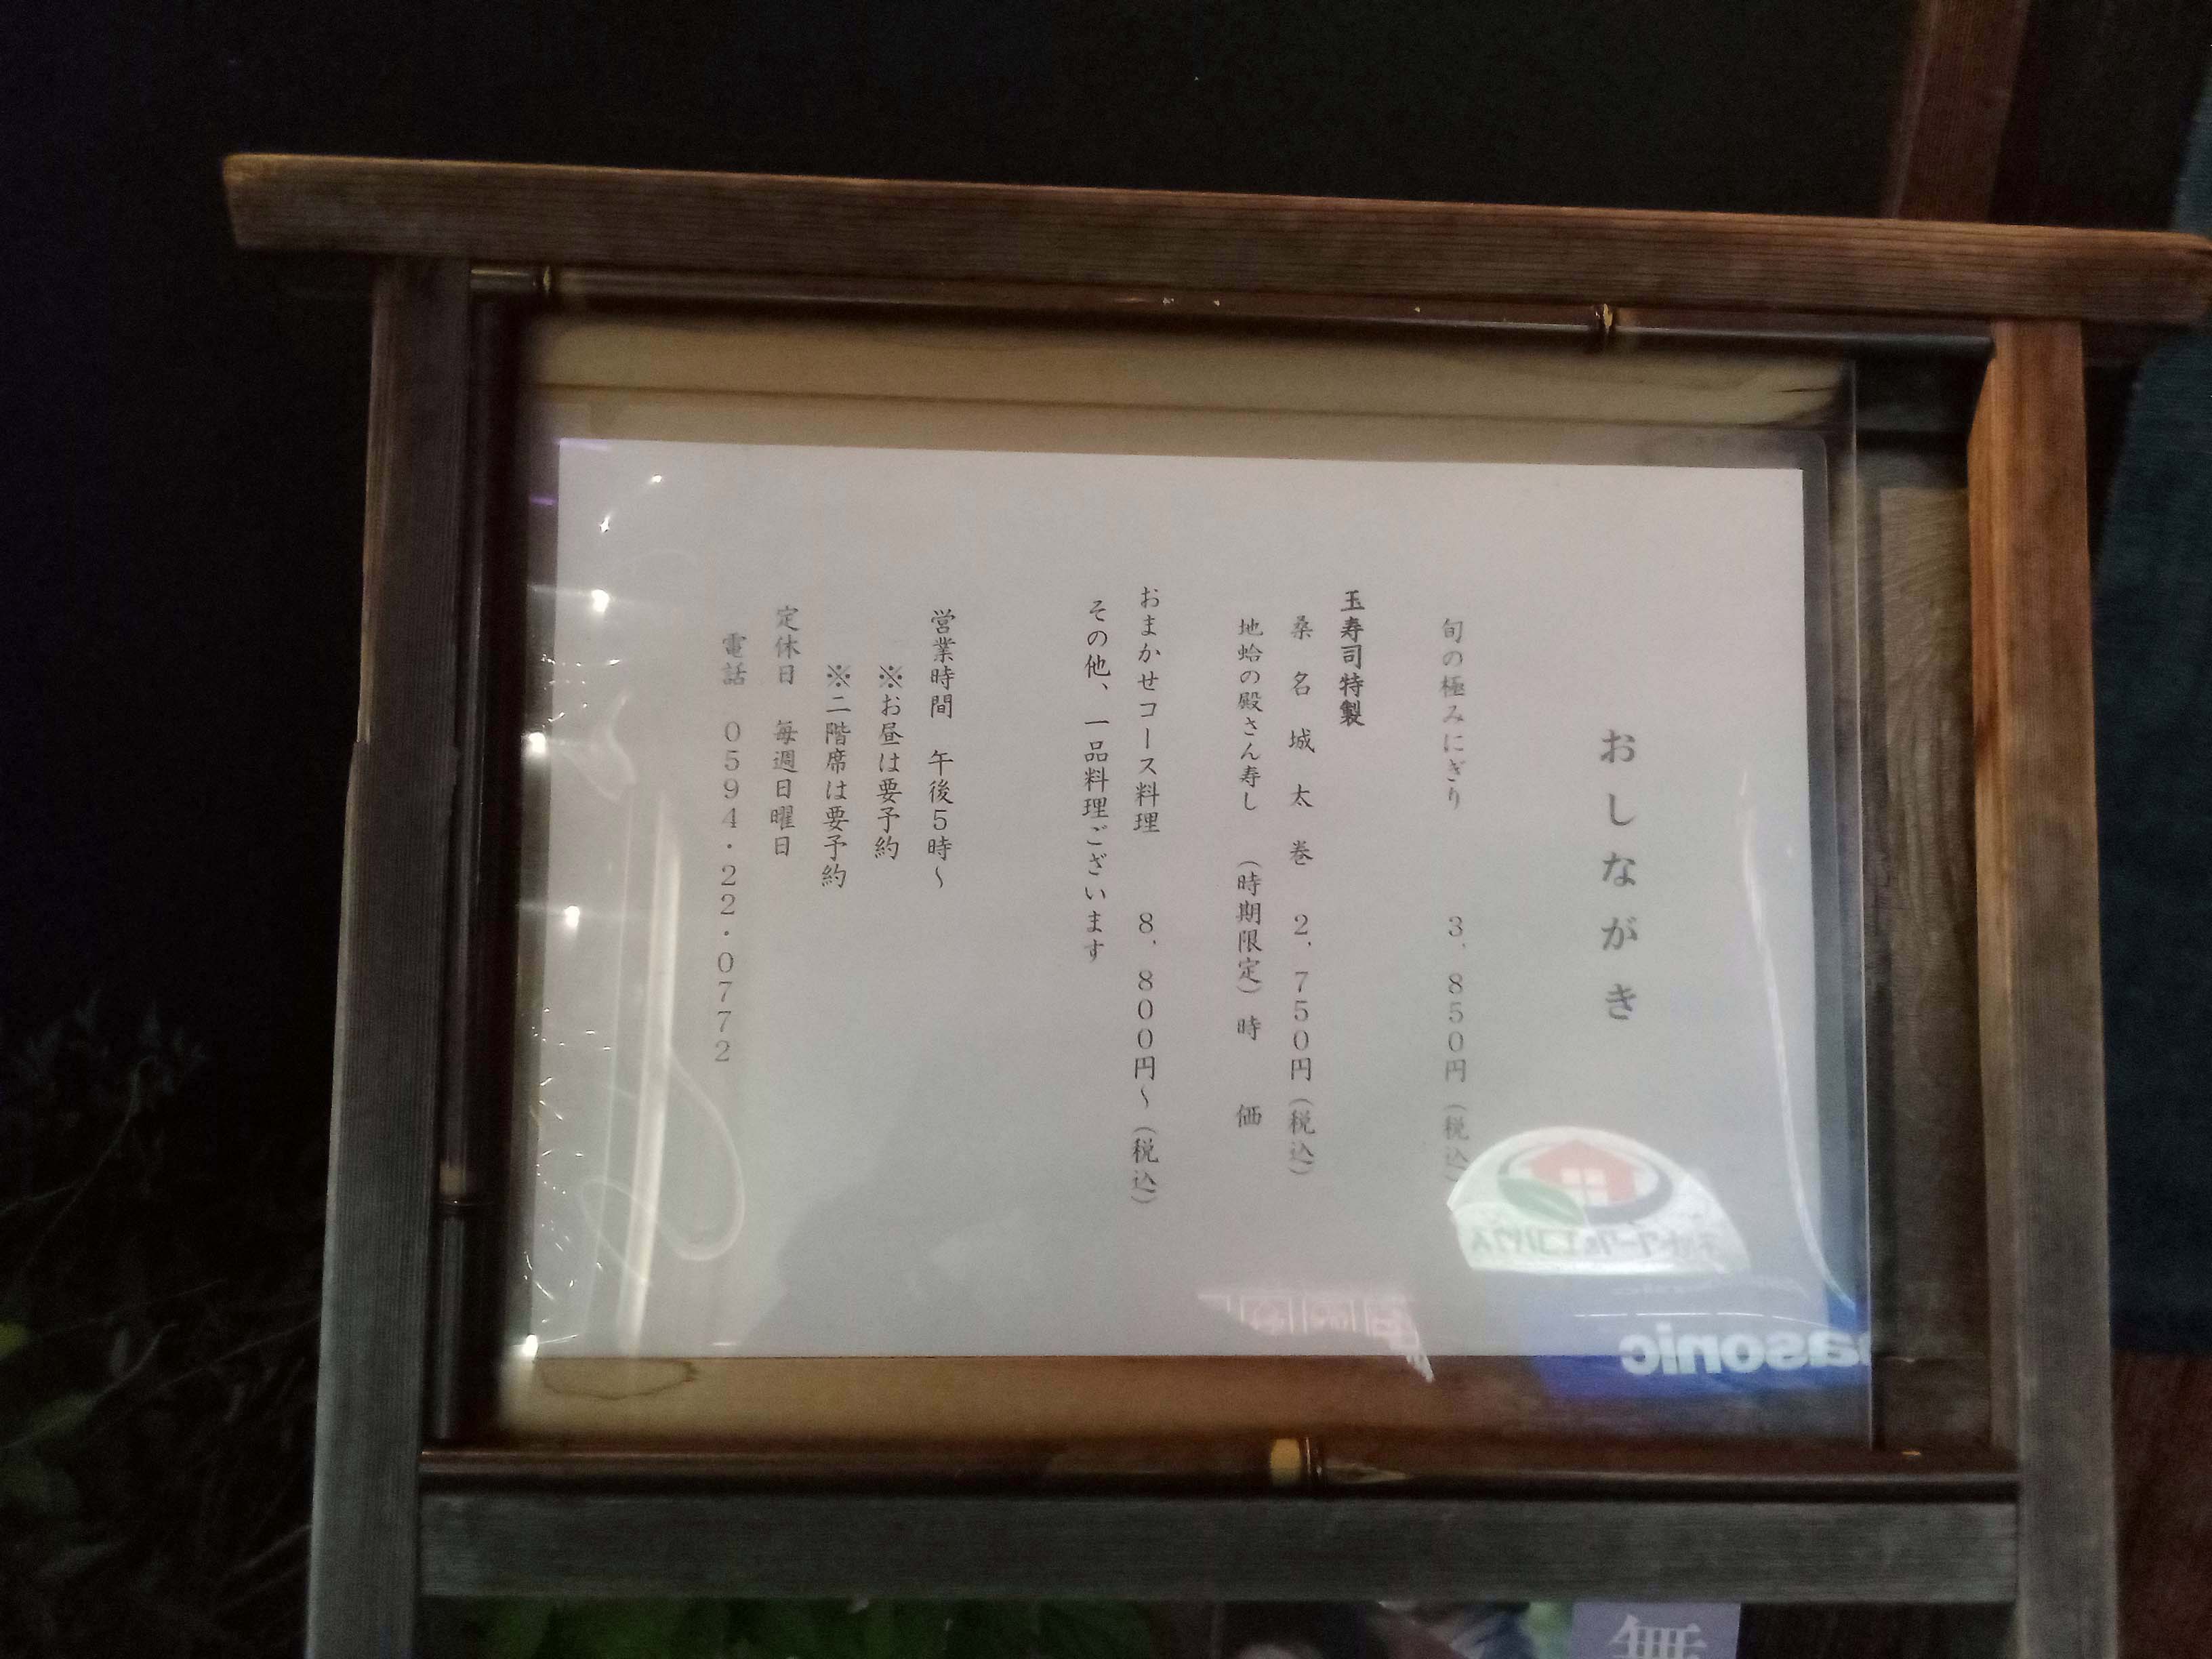 おしながき
旬の極みにぎり 3,850円(税込)
玉寿司特製
桑名城太巻 2,750円(税込)
地蛤の殿さん寿し (時期限定) 時価
おまかせコース料理 8,800円~(税込)
その他、一品料理ございます
営業時間 午後5時~
※お昼は要予約
※二階席は要予約
定休日 毎週日曜日
電話 0594・22・0772
Panasonic
無